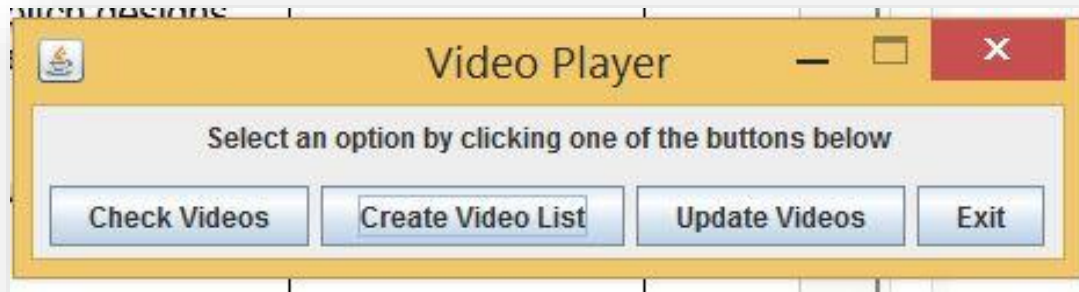 designs
Video Player
Select an option by clicking one of the buttons below
Check Videos Create Video List Update Videos Exit